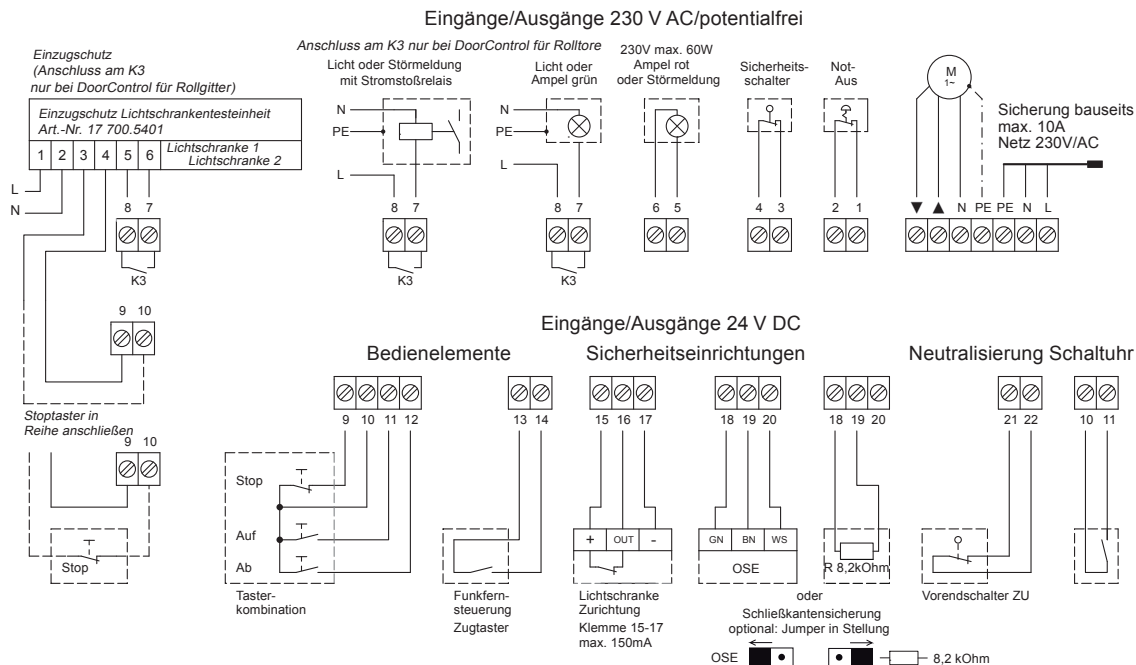 Eingänge/Ausgänge 230 V AC/potentialfrei
Einzugschutz
(Anschluss am K3
nur bei DoorControl für Rollgitter)
Einzugschutz Lichtschrankentesteinheit
Art.-Nr. 17 700.5401
1 2 3 4 5 6
Lichtschranke 1
Lichtschranke 2
L
N
8 7
K3
9 10
Stoptaster in
Reihe anschließen
9 10
Stop
Anschluss am K3 nur bei DoorControl für Rolltore
Licht oder Störmeldung
mit Stromstoßrelais
N
PE
L
8 7
K3
Licht oder
Ampel grün
N
PE
L
8 7
K3
230V max. 60W
Ampel rot
oder Störmeldung
6 5
Sicherheits-
schalter
4 3
Not-
Aus
2 1
M
1~
Sicherung bauseits
max. 10A
Netz 230V/AC
▼ ▲ N PE PE N L
Eingänge/Ausgänge 24 V DC
Bedienelemente
9 10 11 12
Stop
Auf
Ab
Taster-
kombination
13 14
Funkfern-
steuerung
Zugtaster
Sicherheitseinrichtungen
15 16 17
+ OUT -
Lichtschranke
Zurichtung
Klemme 15-17
max. 150mA
18 19 20
GN BN WS
OSE
18 19 20
R 8,2kOhm
oder
Schließkantensicherung
optional: Jumper in Stellung
OSE
8,2 kOhm
Neutralisierung Schaltuhr
21 22
Vorendschalter ZU
10 11